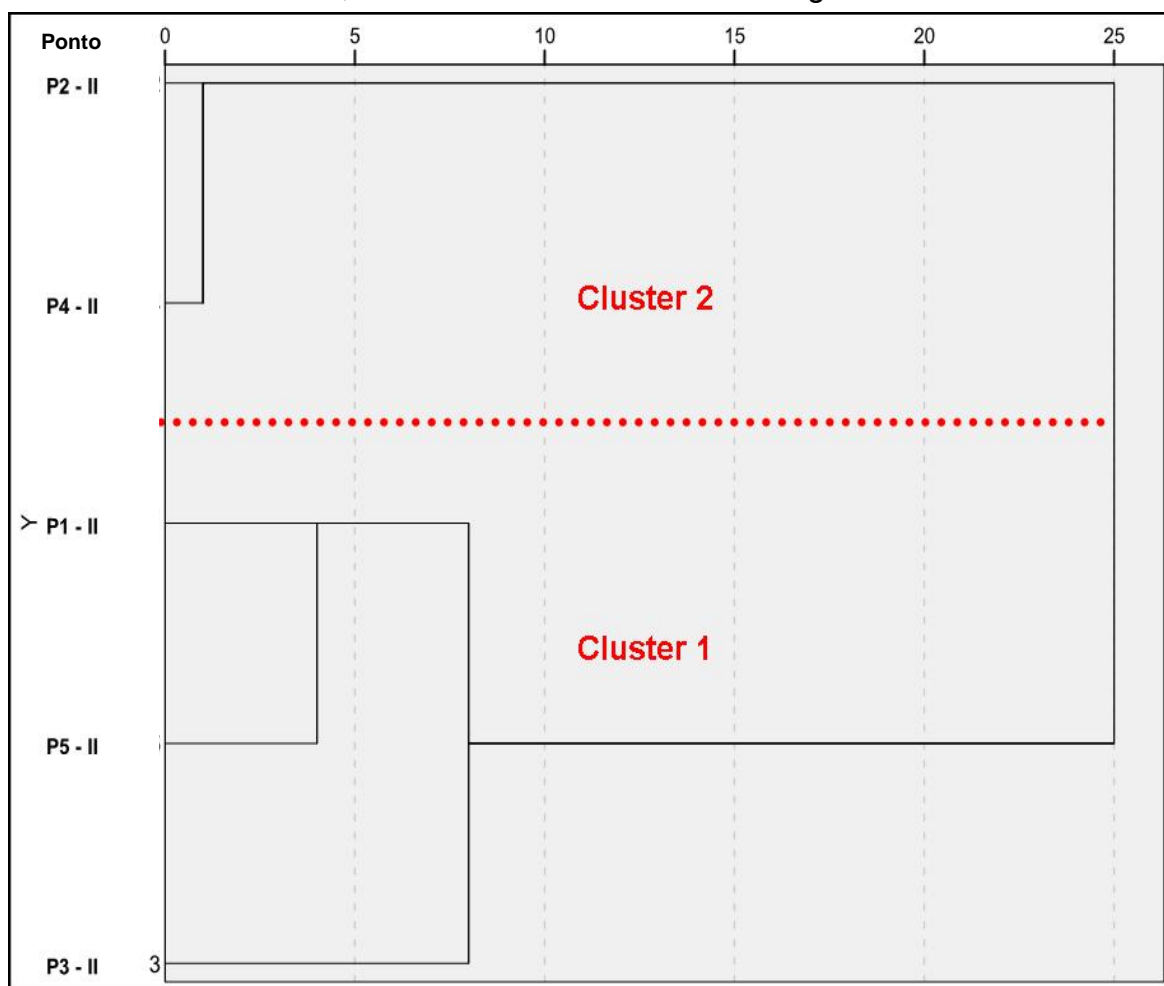 Ponto 0 5 10 15 20 25
P2 - II
P4 - II
Cluster 2
Y P1 - II
Cluster 1
P5 - II
P3 - II 3